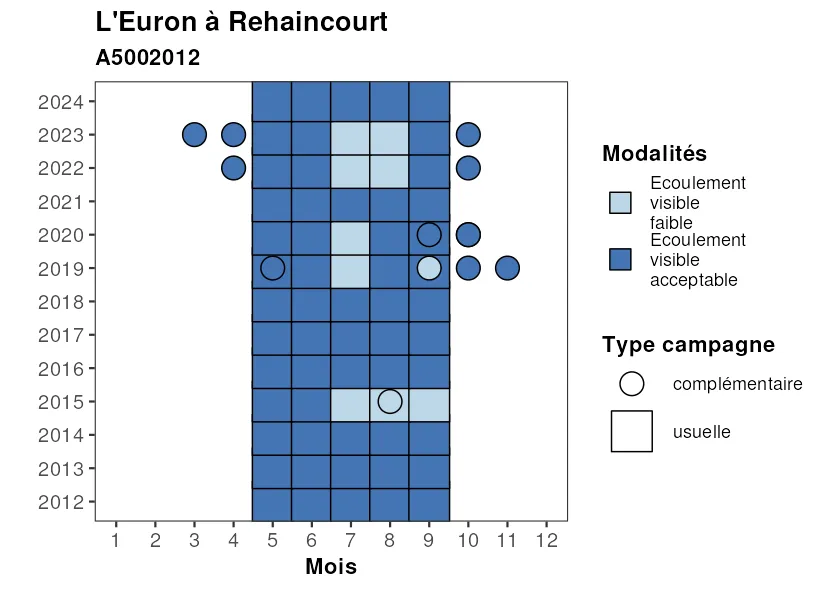 L'Euron à Rehaincourt
A5002012
2024
2023
2022
2021
2020
2019
2018
2017
2016
2015
2014
2013
2012
1 2 3 4 5 6 7 8 9 10 11 12
Mois
Modalités
Ecoulement
visible
faible
Ecoulement
visible
acceptable
Type campagne
complémentaire
usuelle